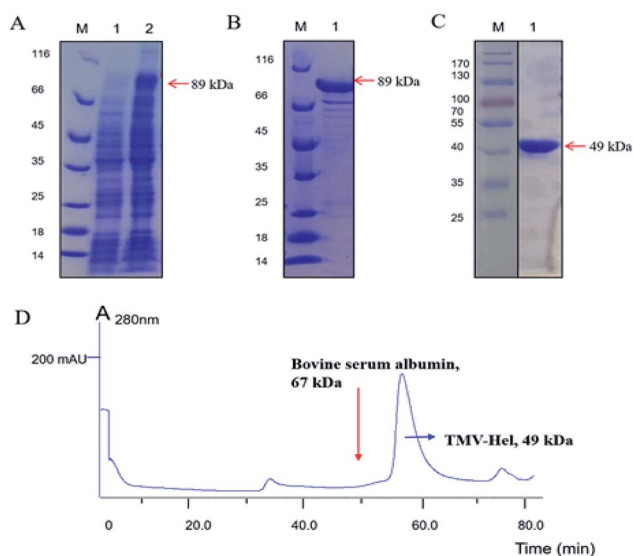 A
M 1 2
116
66
45
35
25
18
14
89 kDa
B
M 1
116
66
45
35
25
18
14
89 kDa
C
M 1
170
130
100
70
55
40
35
25
49 kDa
D
A 280nm
200 mAU
Bovine serum albumin,
67 kDa
TMV-Hel, 49 kDa
0 20.0 40.0 60.0 80.0
Time (min)